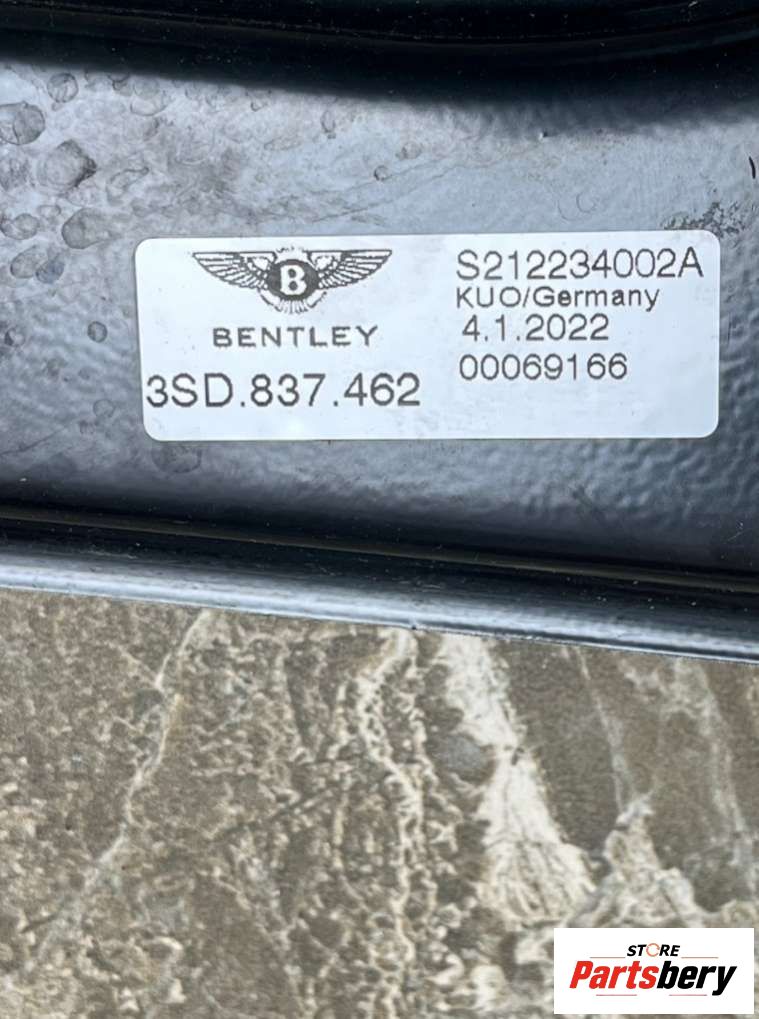 B
BENTLEY
3SD.837.462
S212234002A
KUO/Germany
4.1.2022
00069166
STORE
Partsbery